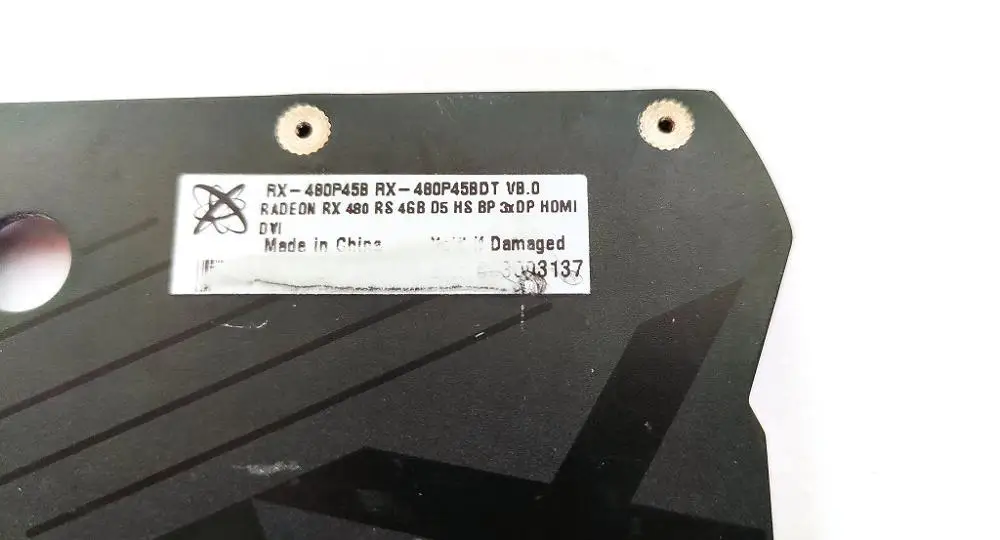 RX-480P45B RX-480P45BDT V8.0
RADEON RX 480 RS 4GB D5 HS BP 3xDP HDMI
DVI
Made in China Damaged
3137